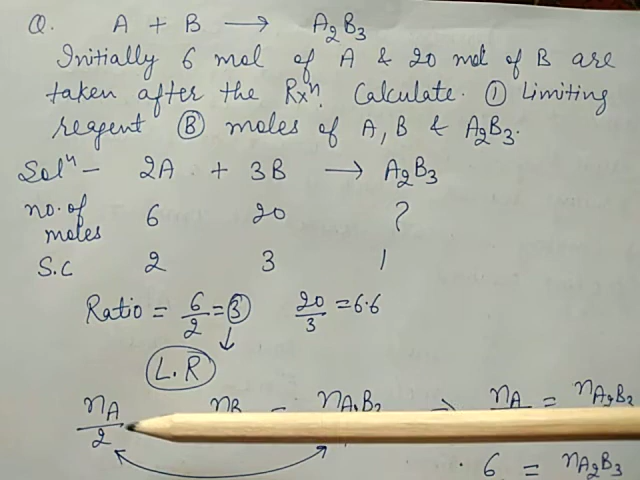 Q. A + B → A₂B₃
Initially 6 mol of A & 20 mol of B are
taken after the Rxⁿ. Calculate. ① Limiting
reagent Ⓑ moles of A, B & A₂B₃.
Solⁿ - 2A + 3B → A₂B₃
no. of moles 6 20 ?
S.C 2 3 1
Ratio = 6/2 = ③ 20/3 = 6.6
↓
L.R
nA/2 nB = nA₂B₃ ⇒ nA = nA₂B₃
6 = nA₂B₃